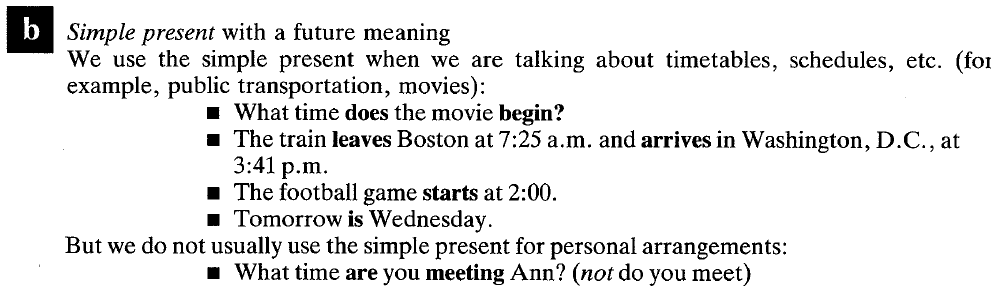 b Simple present with a future meaning
We use the simple present when we are talking about timetables, schedules, etc. (for
example, public transportation, movies):
■ What time does the movie begin?
■ The train leaves Boston at 7:25 a.m. and arrives in Washington, D.C., at
3:41 p.m.
■ The football game starts at 2:00.
■ Tomorrow is Wednesday.
But we do not usually use the simple present for personal arrangements:
■ What time are you meeting Ann? (not do you meet)